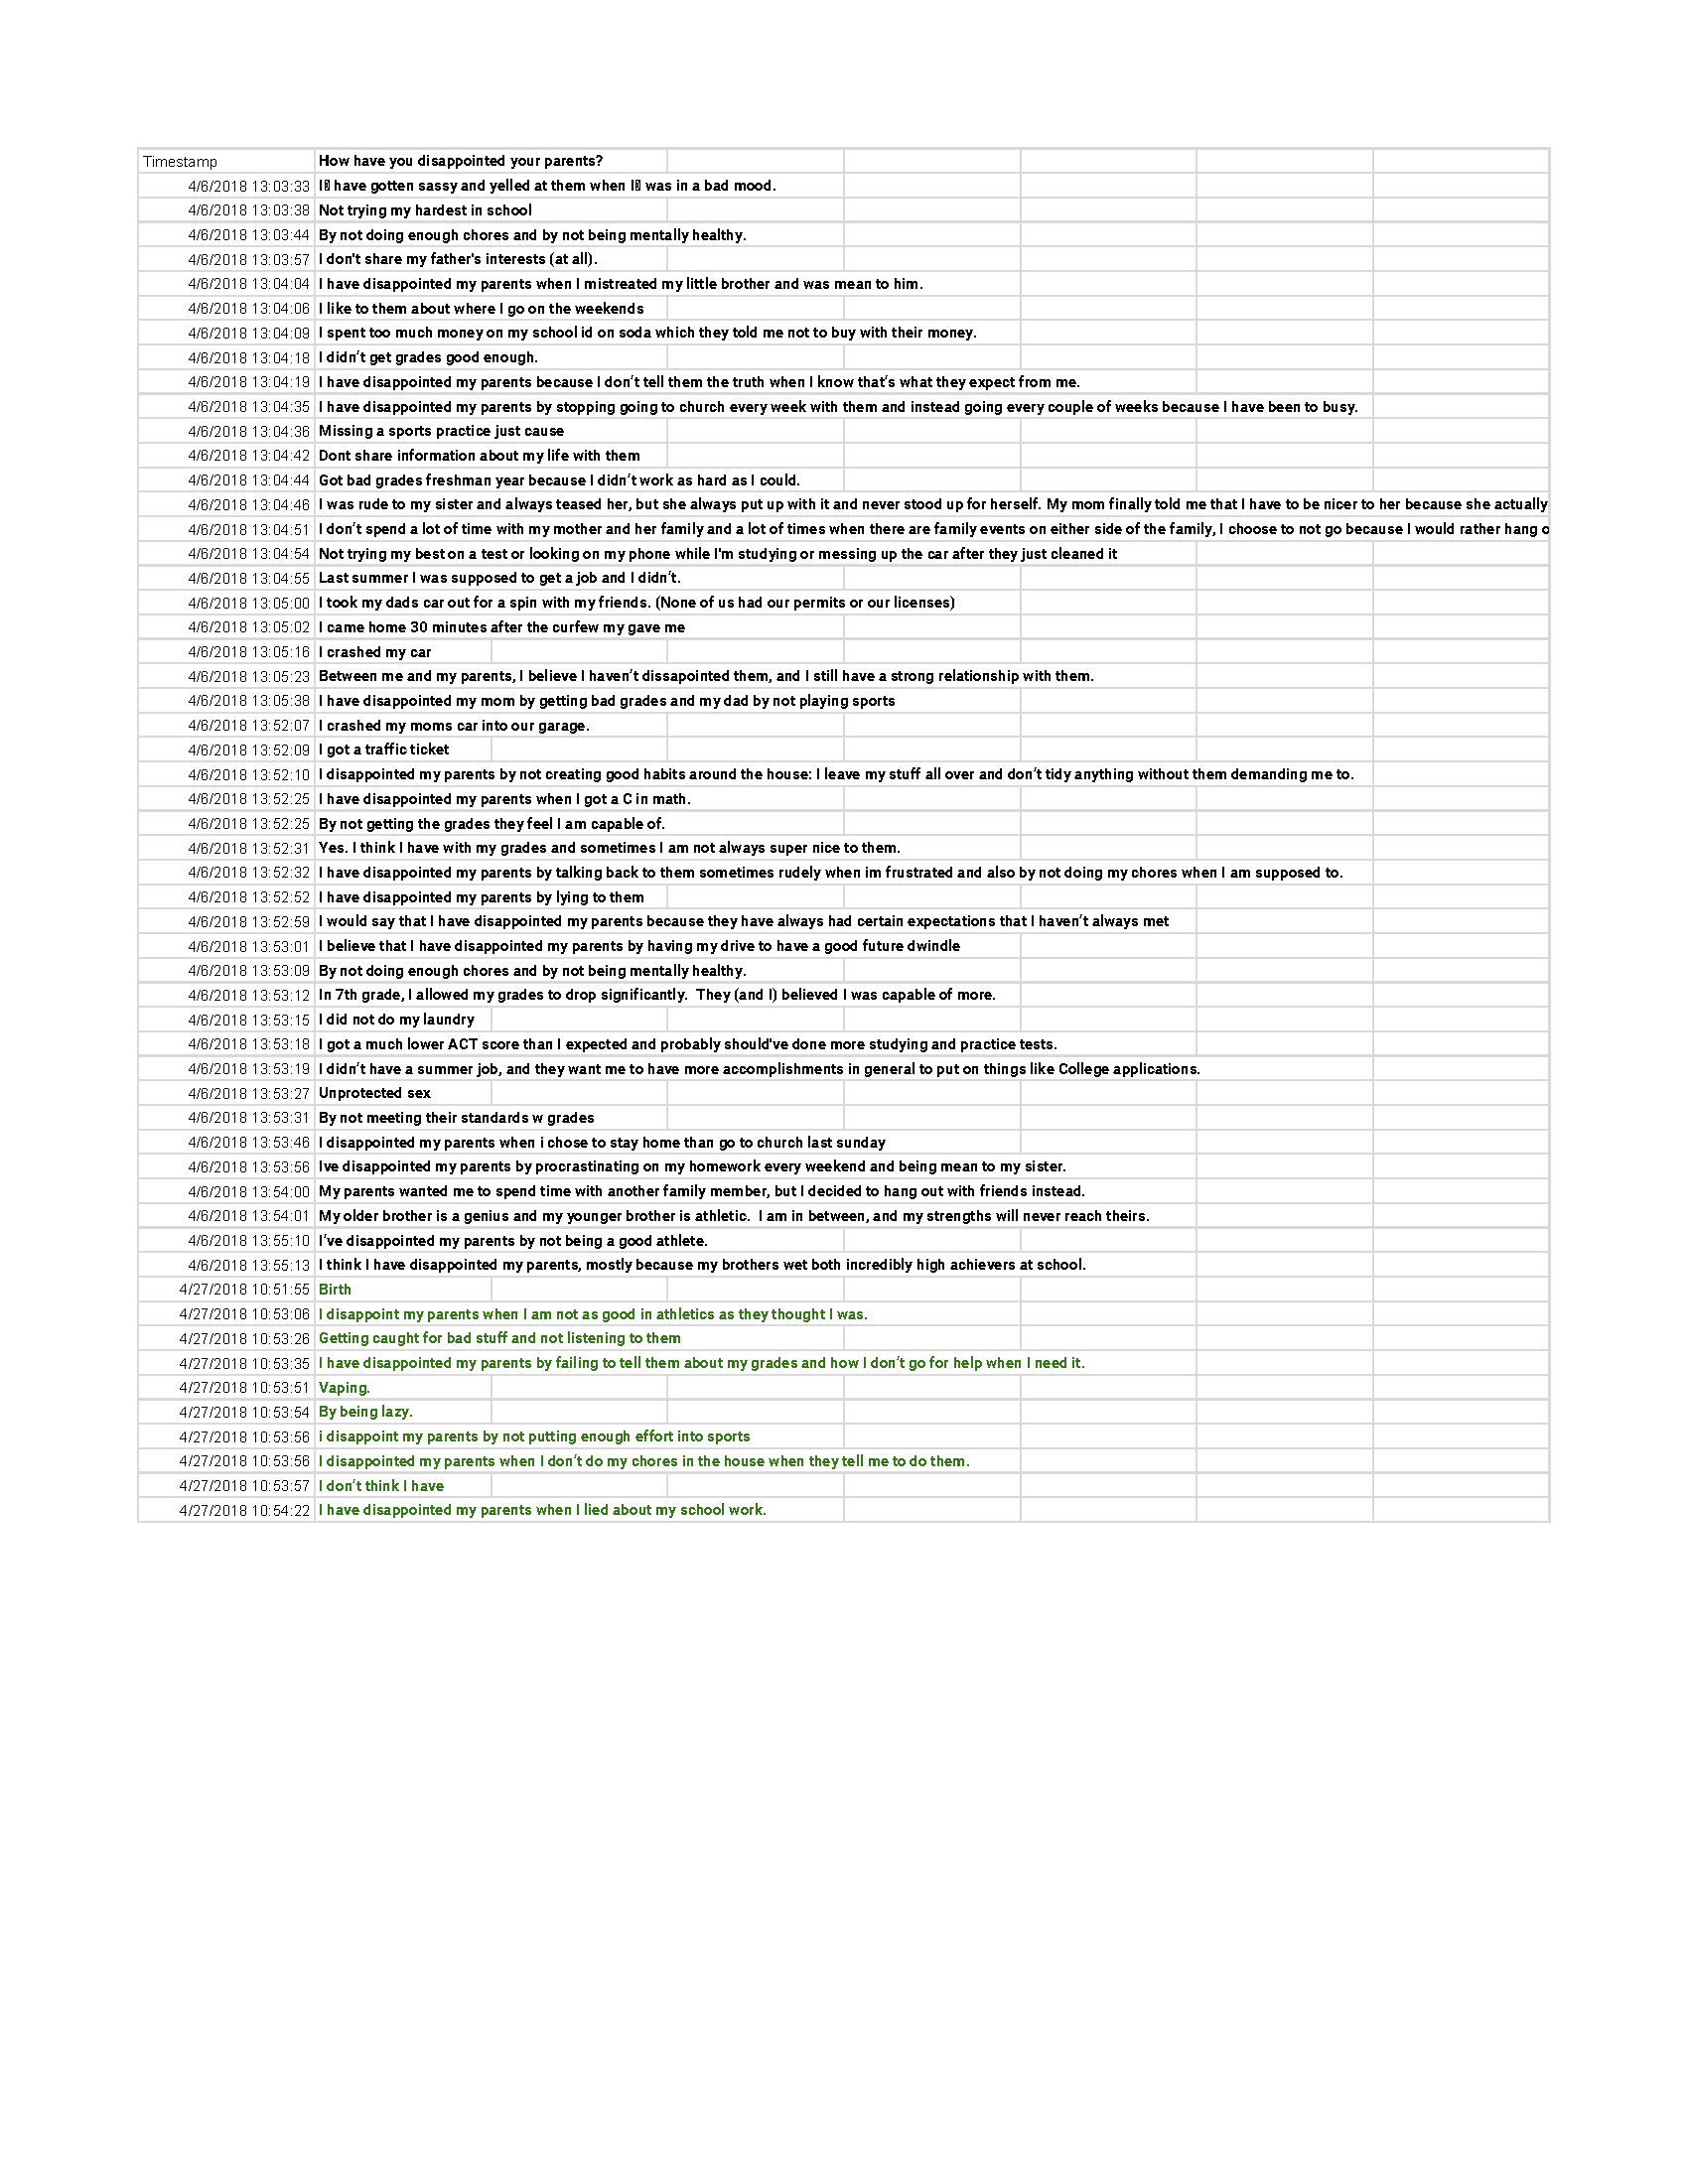 Timestamp How have you disappointed your parents?
4/6/2018 13:03:33 I have gotten sassy and yelled at them when I was in a bad mood.
4/6/2018 13:03:38 Not trying my hardest in school
4/6/2018 13:03:44 By not doing enough chores and by not being mentally healthy.
4/6/2018 13:03:57 I don't share my father's interests (at all).
4/6/2018 13:04:04 I have disappointed my parents when I mistreated my little brother and was mean to him.
4/6/2018 13:04:06 I like to them about where I go on the weekends
4/6/2018 13:04:09 I spent too much money on my school id on soda which they told me not to buy with their money.
4/6/2018 13:04:18 I didn't get grades good enough.
4/6/2018 13:04:19 I have disappointed my parents because I don't tell them the truth when I know that's what they expect from me.
4/6/2018 13:04:35 I have disappointed my parents by stopping going to church every week with them and instead going every couple of weeks because I have been to busy.
4/6/2018 13:04:36 Missing a sports practice just cause
4/6/2018 13:04:42 Dont share information about my life with them
4/6/2018 13:04:44 Got bad grades freshman year because I didn't work as hard as I could.
4/6/2018 13:04:46 I was rude to my sister and always teased her, but she always put up with it and never stood up for herself. My mom finally told me that I have to be nicer to her because she actually
4/6/2018 13:04:51 I don't spend a lot of time with my mother and her family and a lot of times when there are family events on either side of the family, I choose to not go because I would rather hang o
4/6/2018 13:04:54 Not trying my best on a test or looking on my phone while I'm studying or messing up the car after they just cleaned it
4/6/2018 13:04:55 Last summer I was supposed to get a job and I didn't.
4/6/2018 13:05:00 I took my dads car out for a spin with my friends. (None of us had our permits or our licenses)
4/6/2018 13:05:02 I came home 30 minutes after the curfew my gave me
4/6/2018 13:05:16 I crashed my car
4/6/2018 13:05:23 Between me and my parents, I believe I haven't dissapointed them, and I still have a strong relationship with them.
4/6/2018 13:05:38 I have disappointed my mom by getting bad grades and my dad by not playing sports
4/6/2018 13:52:07 I crashed my moms car into our garage.
4/6/2018 13:52:09 I got a traffic ticket
4/6/2018 13:52:10 I disappointed my parents by not creating good habits around the house: I leave my stuff all over and don't tidy anything without them demanding me to.
4/6/2018 13:52:25 I have disappointed my parents when I got a C in math.
4/6/2018 13:52:25 By not getting the grades they feel I am capable of.
4/6/2018 13:52:31 Yes. I think I have with my grades and sometimes I am not always super nice to them.
4/6/2018 13:52:32 I have disappointed my parents by talking back to them sometimes rudely when im frustrated and also by not doing my chores when I am supposed to.
4/6/2018 13:52:52 I have disappointed my parents by lying to them
4/6/2018 13:52:59 I would say that I have disappointed my parents because they have always had certain expectations that I haven't always met
4/6/2018 13:53:01 I believe that I have disappointed my parents by having my drive to have a good future dwindle
4/6/2018 13:53:09 By not doing enough chores and by not being mentally healthy.
4/6/2018 13:53:12 In 7th grade, I allowed my grades to drop significantly. They (and I) believed I was capable of more.
4/6/2018 13:53:15 I did not do my laundry
4/6/2018 13:53:18 I got a much lower ACT score than I expected and probably should've done more studying and practice tests.
4/6/2018 13:53:19 I didn't have a summer job, and they want me to have more accomplishments in general to put on things like College applications.
4/6/2018 13:53:27 Unprotected sex
4/6/2018 13:53:31 By not meeting their standards w grades
4/6/2018 13:53:46 I disappointed my parents when i chose to stay home than go to church last sunday
4/6/2018 13:53:56 Ive disappointed my parents by procrastinating on my homework every weekend and being mean to my sister.
4/6/2018 13:54:00 My parents wanted me to spend time with another family member, but I decided to hang out with friends instead.
4/6/2018 13:54:01 My older brother is a genius and my younger brother is athletic. I am in between, and my strengths will never reach theirs.
4/6/2018 13:55:10 I've disappointed my parents by not being a good athlete.
4/6/2018 13:55:13 I think I have disappointed my parents, mostly because my brothers wet both incredibly high achievers at school.
4/27/2018 10:51:55 Birth
4/27/2018 10:53:06 I disappoint my parents when I am not as good in athletics as they thought I was.
4/27/2018 10:53:26 Getting caught for bad stuff and not listening to them
4/27/2018 10:53:35 I have disappointed my parents by failing to tell them about my grades and how I don't go for help when I need it.
4/27/2018 10:53:51 Vaping.
4/27/2018 10:53:54 By being lazy.
4/27/2018 10:53:56 i disappoint my parents by not putting enough effort into sports
4/27/2018 10:53:56 I disappointed my parents when I don't do my chores in the house when they tell me to do them.
4/27/2018 10:53:57 I don't think I have
4/27/2018 10:54:22 I have disappointed my parents when I lied about my school work.